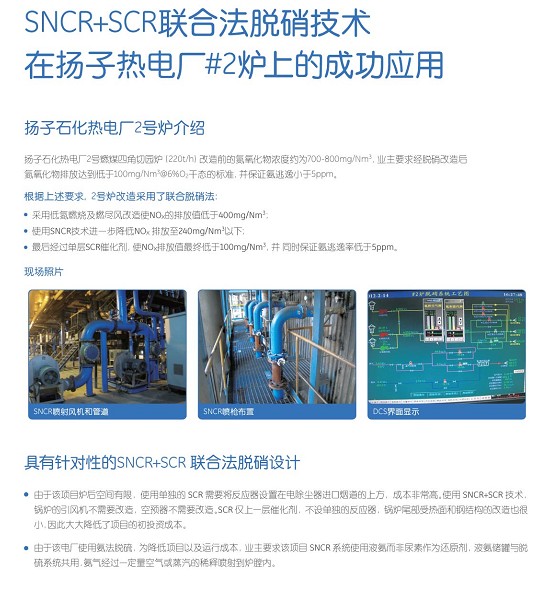 SNCR+SCR联合法脱硝技术
在扬子热电厂#2炉上的成功应用
扬子石化热电厂2号炉介绍
扬子石化热电厂2号燃煤四角切园炉 (220t/h) 改造前的氮氧化物浓度约为700-800mg/Nm³, 业主要求经脱硝改造后
氮氧化物排放达到低于100mg/Nm³@6%O₂干态的标准, 并保证氨逃逸小于5ppm。
根据上述要求, 2号炉改造采用了联合脱硝法:
• 采用低氮燃烧及燃尽风改造使NOx的排放值低于400mg/Nm³;
• 使用SNCR技术进一步降低NOx 排放至240mg/Nm³以下;
• 最后经过单层SCR催化剂, 使NOx排放值最终低于100mg/Nm³, 并 同时保证氨逃逸率低于5ppm。
现场照片
#2炉脱硝系统工艺图
SNCR喷射风机和管道
SNCR喷枪布置
DCS界面显示
具有针对性的SNCR+SCR 联合法脱硝设计
• 由于该项目炉后空间有限, 使用单独的 SCR 需要将反应器设置在电除尘器进口烟道的上方, 成本非常高。使用 SNCR+SCR 技术,
锅炉的引风机不需要改造, 空预器不需要改造。SCR 仅上一层催化剂, 不设单独的反应器, 锅炉尾部受热面和钢结构的改造也很
小, 因此大大降低了项目的初投资成本。
• 由于该电厂使用氨法脱硫, 为降低项目以及运行成本, 业主要求该项目 SNCR 系统使用液氨而非尿素作为还原剂, 液氨储罐与脱
硫系统共用, 氨气经过一定量空气或蒸汽的稀释喷射到炉膛内。